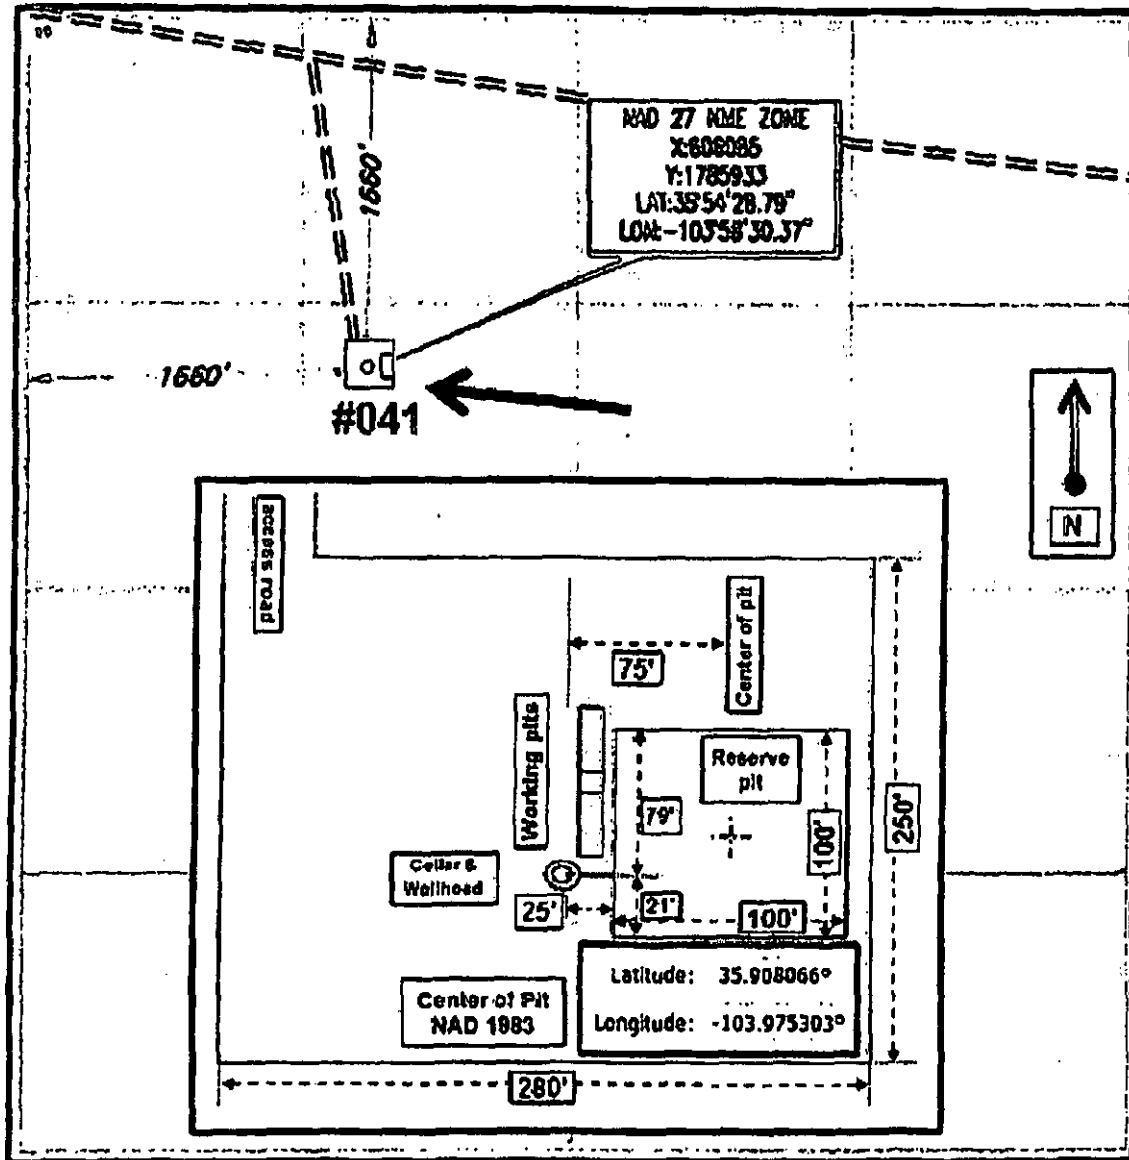 1660'
NAD 27 NME ZONE
X:608085
Y:1785933
LAT:35°54'28.79"
LON:-103°58'30.37"
1660'
#041
N
access road
Center of pit
75'
Working pits
Reserve
pit
79'
100'
250'
Cellar &
Wellhead
25'
21'
100'
Center of Pit
NAD 1983
Latitude: 35.908066°
Longitude: -103.975303°
280'